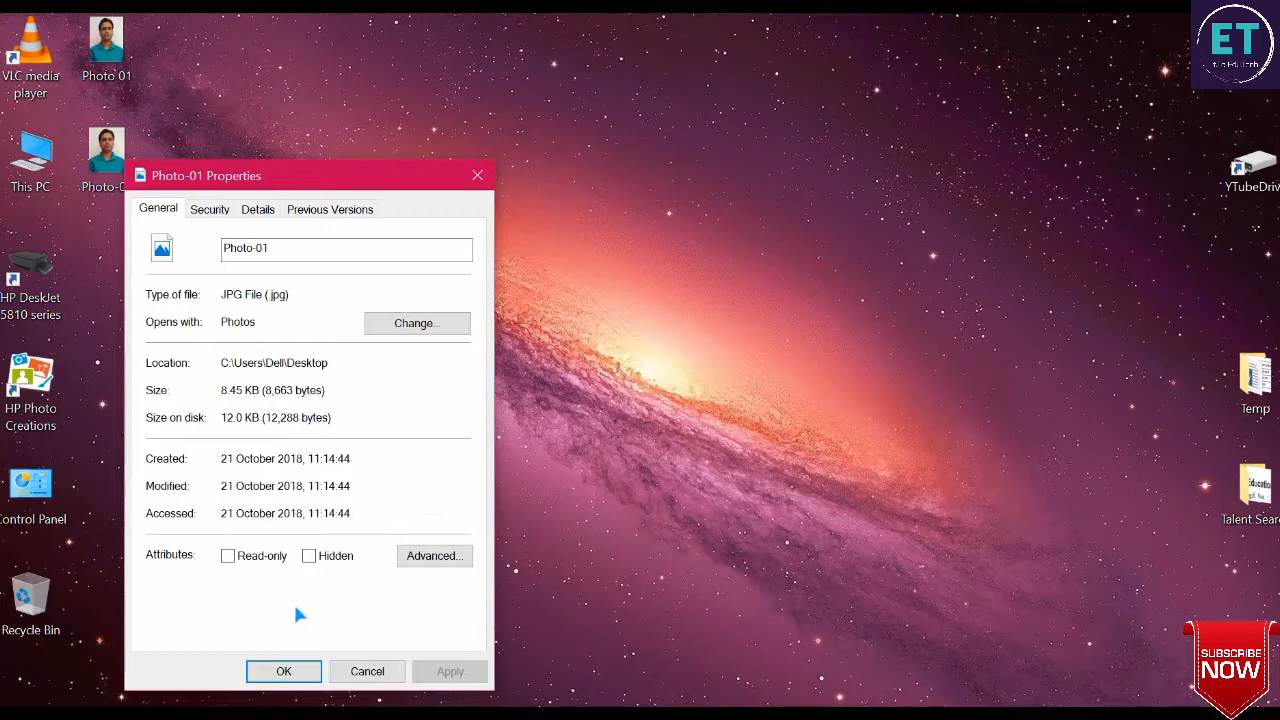 VLC media
player
Photo 01
This PC
Photo-0
HP DeskJet
5810 series
HP Photo
Creations
Control Panel
Recycle Bin
Photo-01 Properties
General Security Details Previous Versions
Photo-01
Type of file: JPG File (.jpg)
Opens with: Photos Change...
Location: C:\Users\Dell\Desktop
Size: 8.45 KB (8,663 bytes)
Size on disk: 12.0 KB (12,288 bytes)
Created: 21 October 2018, 11:14:44
Modified: 21 October 2018, 11:14:44
Accessed: 21 October 2018, 11:14:44
Attributes: Read-only Hidden Advanced...
OK Cancel Apply
ET
YTubeDriv
Temp
Talent Sear
SUBSCRIBE
NOW